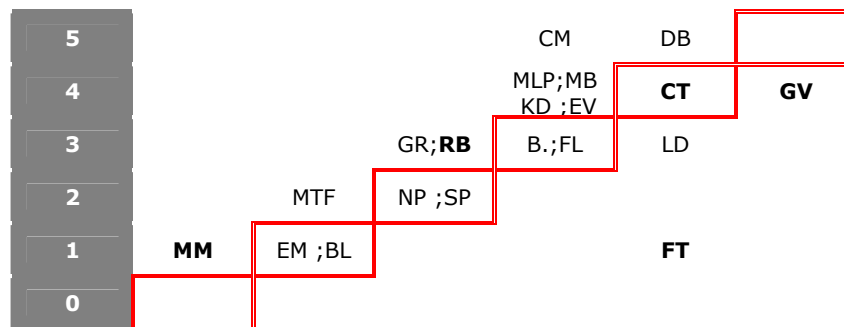 5 CM DB
4 MLP;MB KD ;EV CT GV
3 GR;RB B.;FL LD
2 MTF NP ;SP
1 MM EM ;BL FT
0